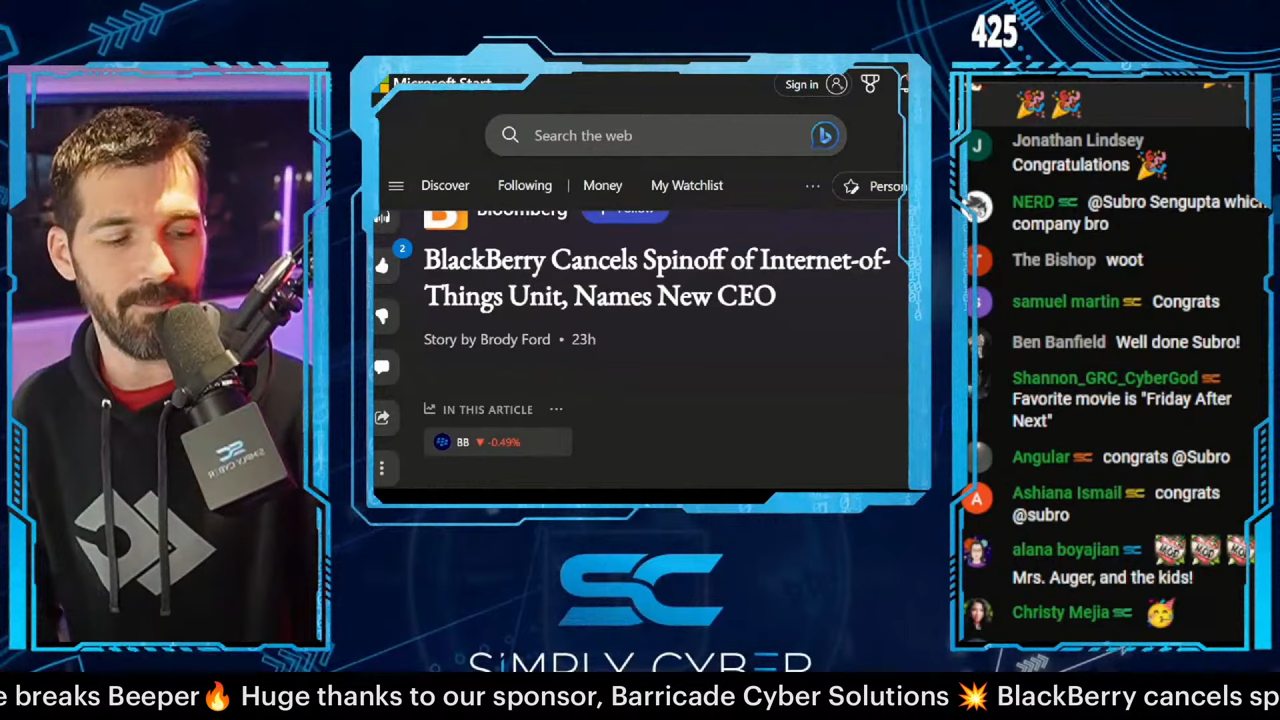 425
Microsoft Start
Sign in
Search the web
Discover Following | Money My Watchlist ... Person
Bloomberg + Follow
2
BlackBerry Cancels Spinoff of Internet-of-
Things Unit, Names New CEO
Story by Brody Ford • 23h
IN THIS ARTICLE ...
BB ▼ -0.49%
SC
SIMPLY CYBER
🎉 🎉
J
Jonathan Lindsey
Congratulations 🎉
NERD @Subro Sengupta which
company bro
The Bishop woot
samuel martin Congrats
Ben Banfield Well done Subro!
Shannon_GRC_CyberGod
Favorite movie is "Friday After
Next"
Angular congrats @Subro
A
Ashiana Ismail congrats
@subro
alana boyajian
Mrs. Auger, and the kids!
Christy Mejia 🥳
e breaks Beeper🔥 Huge thanks to our sponsor, Barricade Cyber Solutions 💥 BlackBerry cancels sp